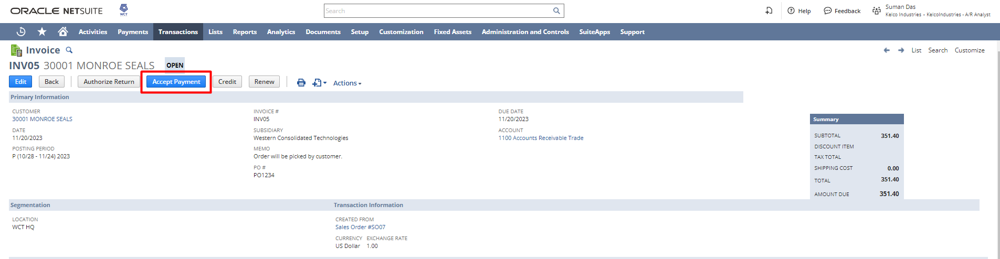 ORACLE NETSUITE
WCT
Search
Help
Feedback
Suman Das
Kelco Industries - KelcoIndustries - A/R Analyst
Activities Payments Transactions Lists Reports Analytics Documents Setup Customization Fixed Assets Administration and Controls SuiteApps Support
Invoice
List Search Customize
INV05 30001 MONROE SEALS OPEN
Edit Back Authorize Return Accept Payment Credit Renew Actions
Primary Information
CUSTOMER
30001 MONROE SEALS
DATE
11/20/2023
POSTING PERIOD
P (10/28 - 11/24) 2023
INVOICE #
INV05
SUBSIDIARY
Western Consolidated Technologies
MEMO
Order will be picked by customer.
PO #
PO1234
DUE DATE
11/20/2023
ACCOUNT
1100 Accounts Receivable Trade
Summary
SUBTOTAL 351.40
DISCOUNT ITEM
TAX TOTAL
SHIPPING COST 0.00
TOTAL 351.40
AMOUNT DUE 351.40
Segmentation
LOCATION
WCT HQ
Transaction Information
CREATED FROM
Sales Order #SO07
CURRENCY EXCHANGE RATE
US Dollar 1.00